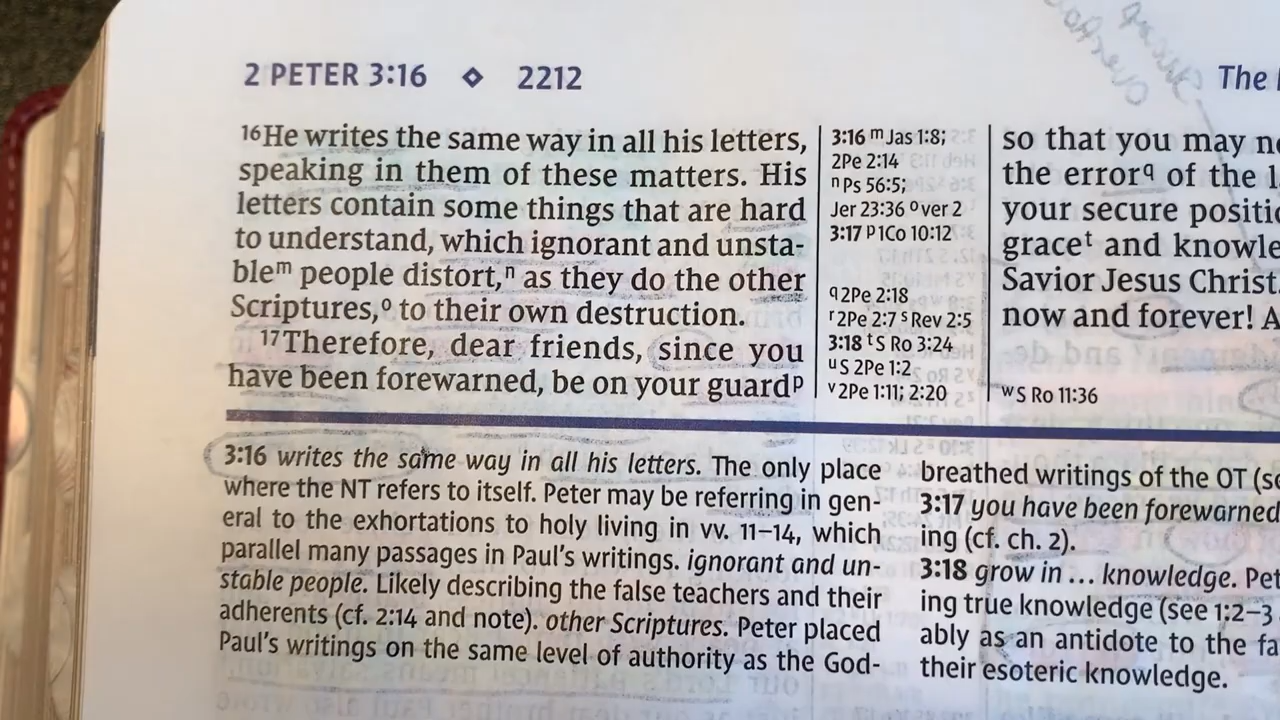 2 PETER 3:16 ◆ 2212
The
¹⁶He writes the same way in all his letters,
speaking in them of these matters. His
letters contain some things that are hard
to understand, which ignorant and unsta-
bleᵐ people distort,ⁿ as they do the other
Scriptures,ᵒ to their own destruction.
¹⁷Therefore, dear friends, since you
have been forewarned, be on your guardᵖ
3:16 ᵐ Jas 1:8;
2Pe 2:14
ⁿ Ps 56:5;
Jer 23:36 ᵒ ver 2
3:17 ᵖ 1Co 10:12
q 2Pe 2:18
ʳ 2Pe 2:7 ˢ Rev 2:5
3:18 ᵗ S Ro 3:24
ᵘ S 2Pe 1:2
ᵛ 2Pe 1:11; 2:20
so that you may
the errorq of the
your secure
graceᵗ and
Savior Jesus Christ.
now and forever!
ʷ S Ro 11:36
3:16 writes the same way in all his letters. The only place
where the NT refers to itself. Peter may be referring in gen-
eral to the exhortations to holy living in vv. 11–14, which
parallel many passages in Paul's writings. ignorant and un-
stable people. Likely describing the false teachers and their
adherents (cf. 2:14 and note). other Scriptures. Peter placed
Paul's writings on the same level of authority as the God-
breathed writings of the OT
3:17 you have been forewarned
ing (cf. ch. 2).
3:18 grow in ... knowledge.
ing true knowledge (see 1:2–3
ably as an antidote to the
their esoteric knowledge.